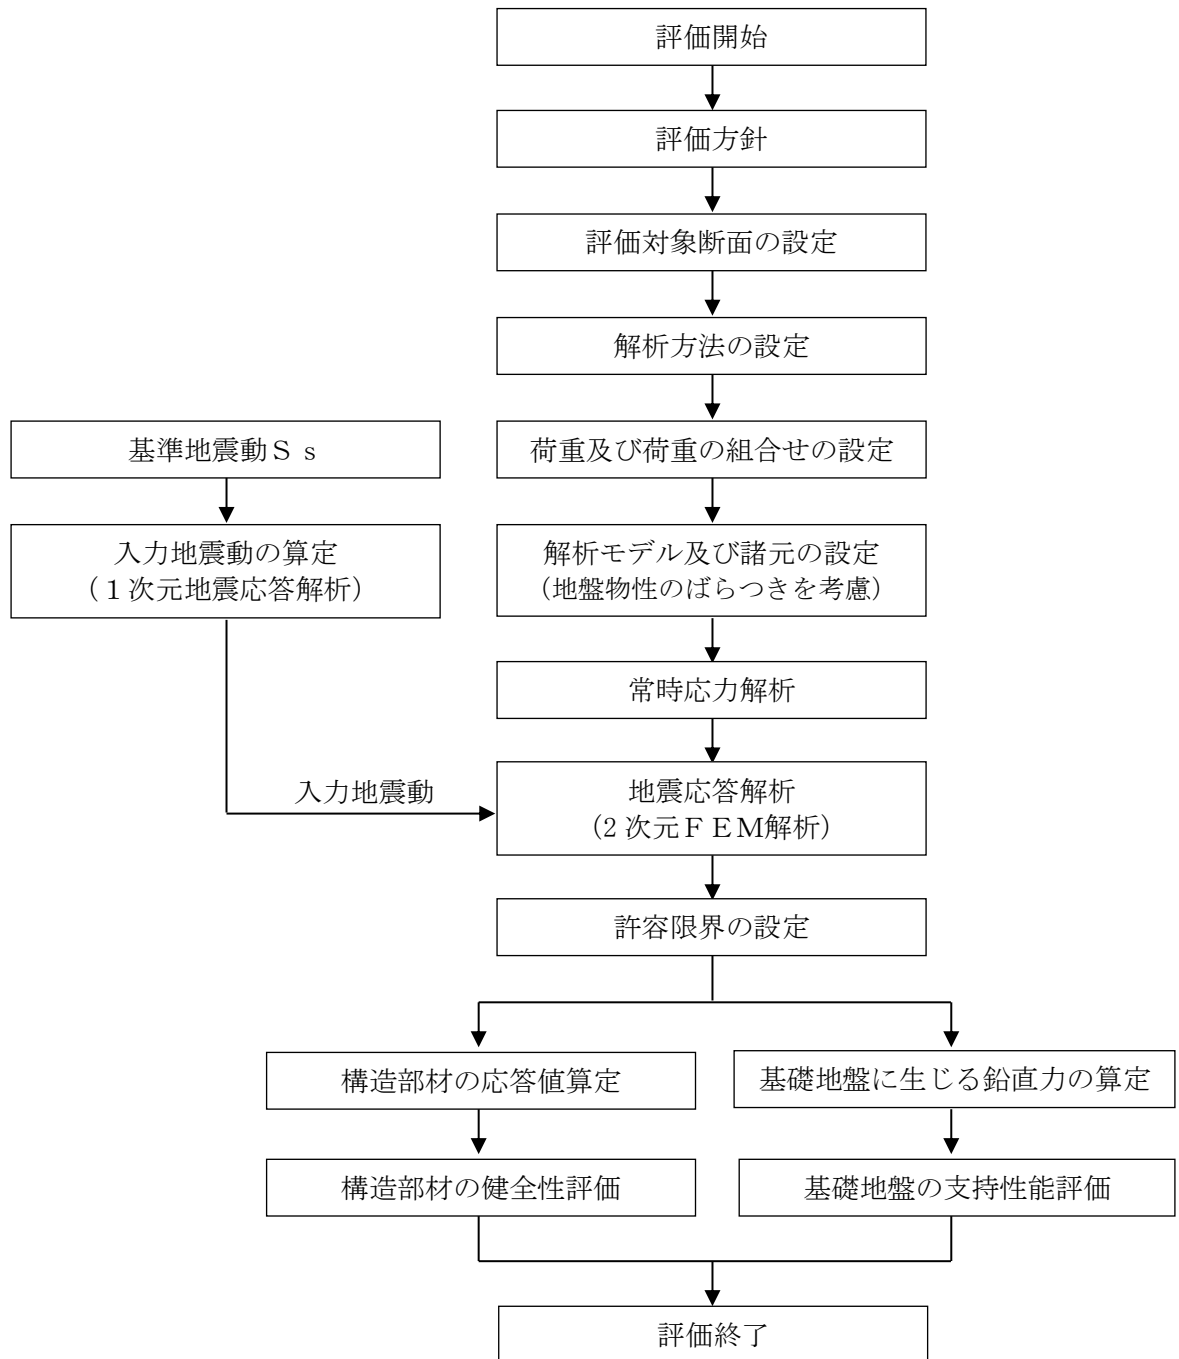 評価開始
評価方針
評価対象断面の設定
解析方法の設定
基準地震動Ｓｓ
荷重及び荷重の組合せの設定
入力地震動の算定
（１次元地震応答解析）
解析モデル及び諸元の設定
（地盤物性のばらつきを考慮）
常時応力解析
入力地震動
地震応答解析
（2 次元ＦＥＭ解析）
許容限界の設定
構造部材の応答値算定
基礎地盤に生じる鉛直力の算定
構造部材の健全性評価
基礎地盤の支持性能評価
評価終了